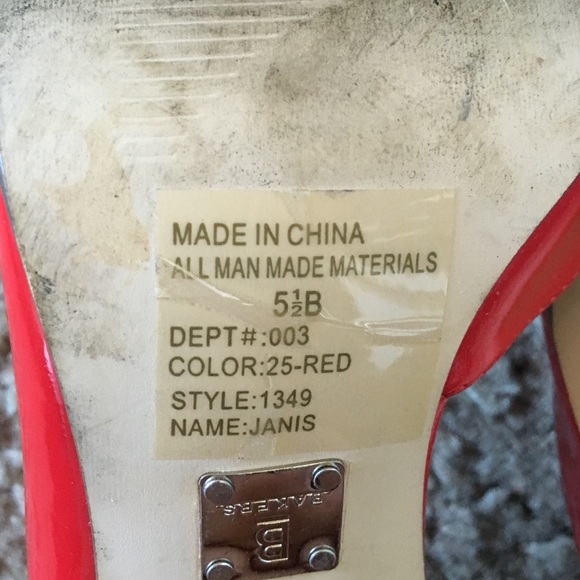 MADE IN CHINA
ALL MAN MADE MATERIALS
5½B
DEPT#:003
COLOR:25-RED
STYLE:1349
NAME:JANIS
BAKERS
B